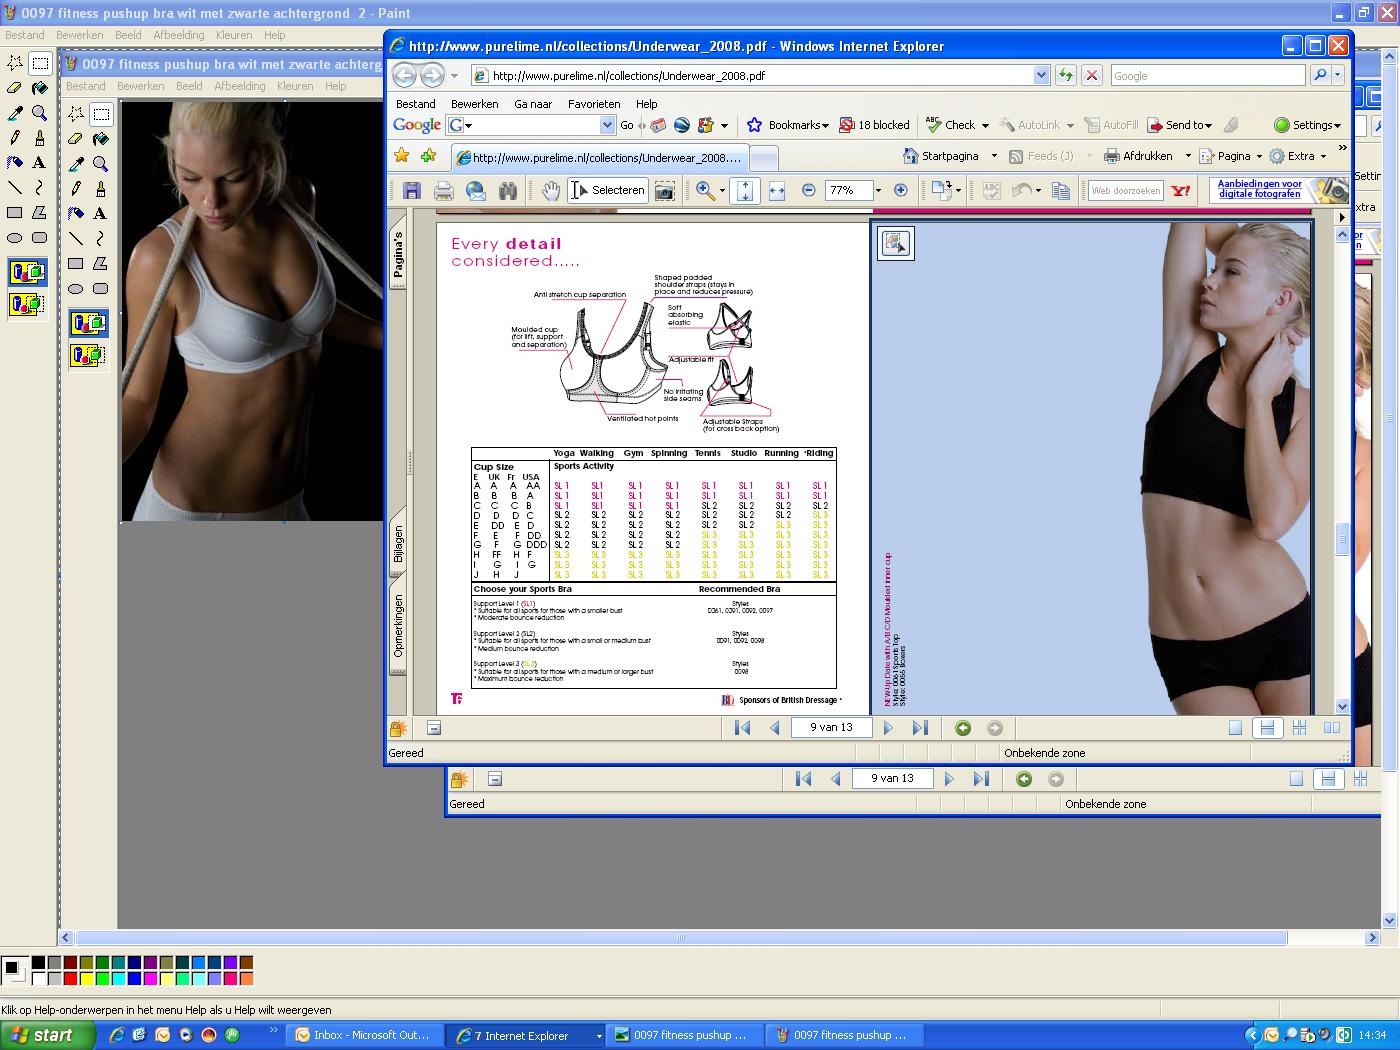 0097 fitness pushup bra wit met zwarte achtergrond 2 - Paint
Bestand Bewerken Beeld Afbeelding Kleuren Help
0097 fitness pushup bra wit met zwarte achterg
Bestand Bewerken Beeld Afbeelding Kleuren Help
http://www.purelime.nl/collections/Underwear_2008.pdf - Windows Internet Explorer
http://www.purelime.nl/collections/Underwear_2008.pdf
Google
Bestand Bewerken Ga naar Favorieten Help
Google G Go Bookmarks 18 blocked ABC Check AutoLink AutoFill Send to Settings
http://www.purelime.nl/collections/Underwear_2008....
Startpagina Feeds (J) Afdrukken Pagina Extra
Selecteren 77% Web doorzoeken Y! Aanbiedingen voor
digitale fotografen
Settin
xtra
Pagina's
Bijlagen
Opmerkingen
Every detail
considered.....
Shaped padded
shoulder straps (stays in
place and reduces pressure)
Anti stretch cup separation
Soft
absorbing
elastic
Moulded cup
(for lift, support
and separation)
Adjustable fit
No irritating
side seams
Ventilated hot points
Adjustable Straps
(for cross back option)
Yoga Walking Gym Spinning Tennis Studio Running *Riding
Cup Size Sports Activity
E UK Fr USA
A A A AA SL 1 SL1 SL 1 SL 1 SL 1 SL 1 SL 1 SL 1
B B B A SL 1 SL1 SL 1 SL 1 SL 1 SL 1 SL 1 SL 1
C C C B SL 1 SL1 SL 1 SL 1 SL 2 SL 2 SL 2 SL 2
D D D C SL 2 SL 2 SL 2 SL 2 SL 2 SL 2 SL 2 SL 3
E DD E D SL 2 SL 2 SL 2 SL 2 SL 2 SL 2 SL 3 SL 3
F E F DD SL 2 SL 2 SL 2 SL 2 SL 3 SL 3 SL 3 SL 3
G F G DDD SL 2 SL 2 SL 2 SL 2 SL 3 SL 3 SL 3 SL 3
H FF H F SL 3 SL 3 SL 3 SL 3 SL 3 SL 3 SL 3 SL 3
I G I G SL 3 SL 3 SL 3 SL 3 SL 3 SL 3 SL 3 SL 3
J H J SL 3 SL 3 SL 3 SL 3 SL 3 SL 3 SL 3 SL 3
Choose your Sports Bra Recommended Bra
Support Level 1 (SL1) Styles
* Suitable for all sports for those with a smaller bust 0061, 0091, 0092, 0097
* Moderate bounce reduction
Support Level 2 (SL2) Styles
* Suitable for all sports for those with a small or medium bust 0091, 0092, 0098
* Medium bounce reduction
Support Level 3 (SL3) Styles
* Suitable for all sports for those with a medium or larger bust 0098
* Maximum bounce reduction
Sponsors of British Dressage *
NEW Up Date with A/B C/D Moulded inner cup
Style: 0061 Sports Top
Style: 0055 Boxers
9 van 13
Gereed Onbekende zone
9 van 13
Gereed Onbekende zone
Klik op Help-onderwerpen in het menu Help als u Help wilt weergeven
start Inbox - Microsoft Out... 7 Internet Explorer 0097 fitness pushup ... 0097 fitness pushup ... 14:34